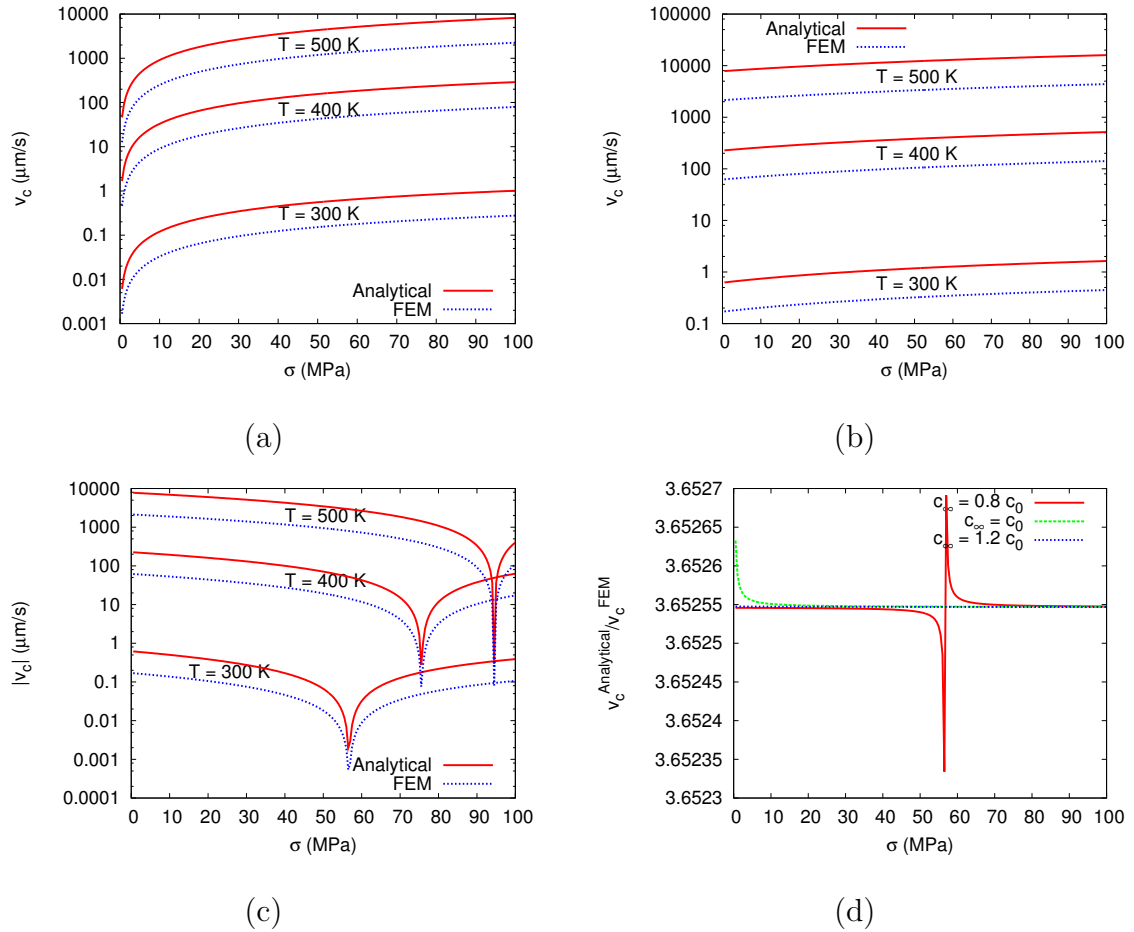 10000
1000
100
10
1
0.1
0.01
0.001
v_c (μm/s)
T = 500 K
T = 400 K
T = 300 K
Analytical
FEM
0 10 20 30 40 50 60 70 80 90 100
σ (MPa)
(a)
100000
10000
1000
100
10
1
0.1
v_c (μm/s)
Analytical
FEM
T = 500 K
T = 400 K
T = 300 K
0 10 20 30 40 50 60 70 80 90 100
σ (MPa)
(b)
10000
1000
100
10
1
0.1
0.01
0.001
0.0001
|v_c| (μm/s)
T = 500 K
T = 400 K
T = 300 K
Analytical
FEM
0 10 20 30 40 50 60 70 80 90 100
σ (MPa)
(c)
3.6527
3.65265
3.6526
3.65255
3.6525
3.65245
3.6524
3.65235
3.6523
v_c^Analytical/v_c^FEM
c_∞ = 0.8 c_0
c_∞ = c_0
c_∞ = 1.2 c_0
0 10 20 30 40 50 60 70 80 90 100
σ (MPa)
(d)